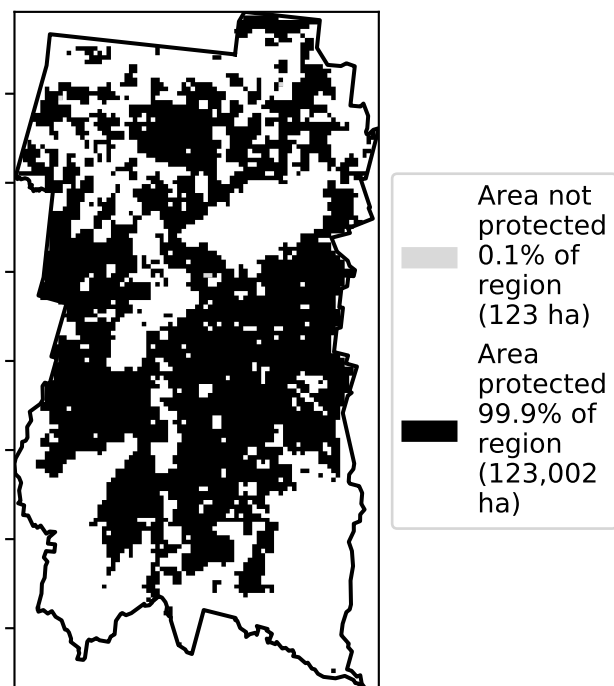 Area not
protected
0.1% of
region
(123 ha)
Area
protected
99.9% of
region
(123,002
ha)